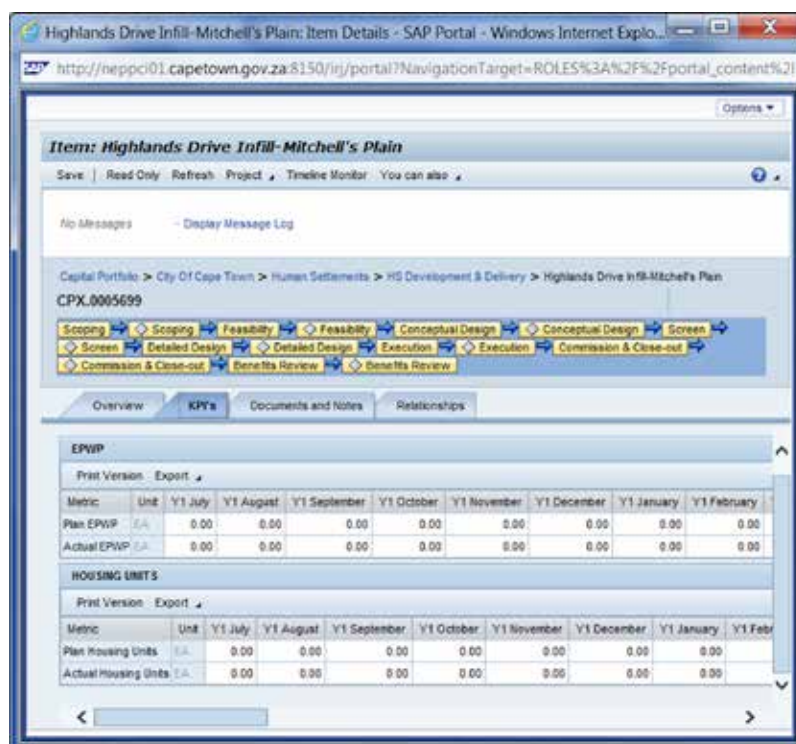 Highlands Drive Infill-Mitchell's Plain: Item Details - SAP Portal - Windows Internet Explo...
SAP http://neppci01.capetown.gov.za:8150/irj/portal?NavigationTarget=ROLES%3A%2F%2Fportal_content%2
Options
Item: Highlands Drive Infill-Mitchell's Plain
Save | Read Only Refresh Project Timeline Monitor You can also
No Messages - Display Message Log
Capital Portfolio > City Of Cape Town > Human Settlements > HS Development & Delivery > Highlands Drive Infill-Mitchell's Plain
CPX.0005699
Scoping Scoping Feasibility Feasibility Conceptual Design Conceptual Design Screen
Screen Detailed Design Detailed Design Execution Execution Commission & Close-out
Commission & Close-out Benefits Review Benefits Review
Overview KPI's Documents and Notes Relationships
EPWP
Print Version Export
Metric Unit Y1 July Y1 August Y1 September Y1 October Y1 November Y1 December Y1 January Y1 February
Plan EPWP EA 0.00 0.00 0.00 0.00 0.00 0.00 0.00 0.00
Actual EPWP EA 0.00 0.00 0.00 0.00 0.00 0.00 0.00 0.00
HOUSING UNITS
Print Version Export
Metric Unit Y1 July Y1 August Y1 September Y1 October Y1 November Y1 December Y1 January Y1 Febr
Plan Housing Units EA 0.00 0.00 0.00 0.00 0.00 0.00 0.00
Actual Housing Units EA 0.00 0.00 0.00 0.00 0.00 0.00 0.00